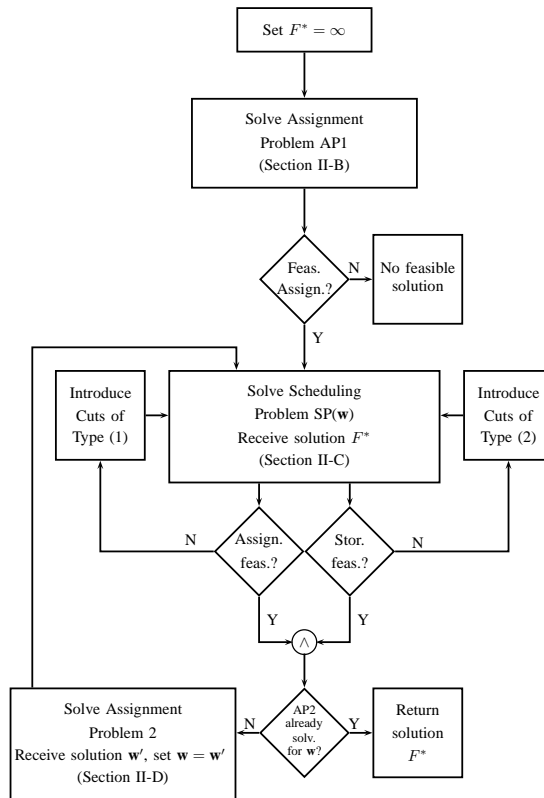 Set F* = ∞
Solve Assignment
Problem AP1
(Section II-B)
Feas.
Assign.?
N
No feasible
solution
Y
Introduce
Cuts of
Type (1)
Solve Scheduling
Problem SP(w)
Receive solution F*
(Section II-C)
Introduce
Cuts of
Type (2)
N
Assign.
feas.?
Stor.
feas.?
N
Y
Y
∧
Solve Assignment
Problem 2
Receive solution w′, set w = w′
(Section II-D)
N
AP2
already
solv.
for w?
Y
Return
solution
F*